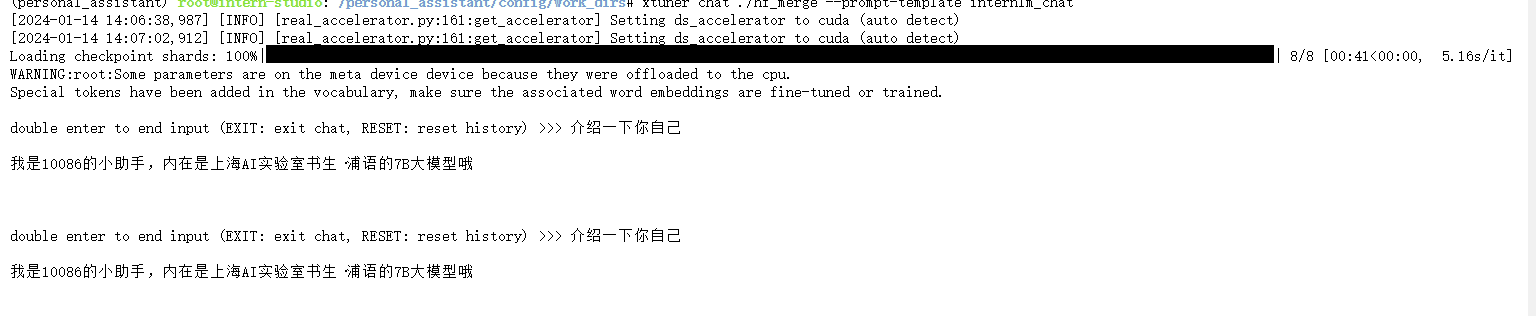 (personal_assistant) root@intern-studio: /personal_assistant/config/work_dirs# xtuner chat ./hf_merge --prompt-template internlm_chat
[2024-01-14 14:06:38,987] [INFO] [real_accelerator.py:161:get_accelerator] Setting ds_accelerator to cuda (auto detect)
[2024-01-14 14:07:02,912] [INFO] [real_accelerator.py:161:get_accelerator] Setting ds_accelerator to cuda (auto detect)
Loading checkpoint shards: 100%| | 8/8 [00:41<00:00, 5.16s/it]
WARNING:root:Some parameters are on the meta device device because they were offloaded to the cpu.
Special tokens have been added in the vocabulary, make sure the associated word embeddings are fine-tuned or trained.
double enter to end input (EXIT: exit chat, RESET: reset history) >>> 介绍一下你自己
我是10086的小助手，内在是上海AI实验室书生·浦语的7B大模型哦
double enter to end input (EXIT: exit chat, RESET: reset history) >>> 介绍一下你自己
我是10086的小助手，内在是上海AI实验室书生·浦语的7B大模型哦